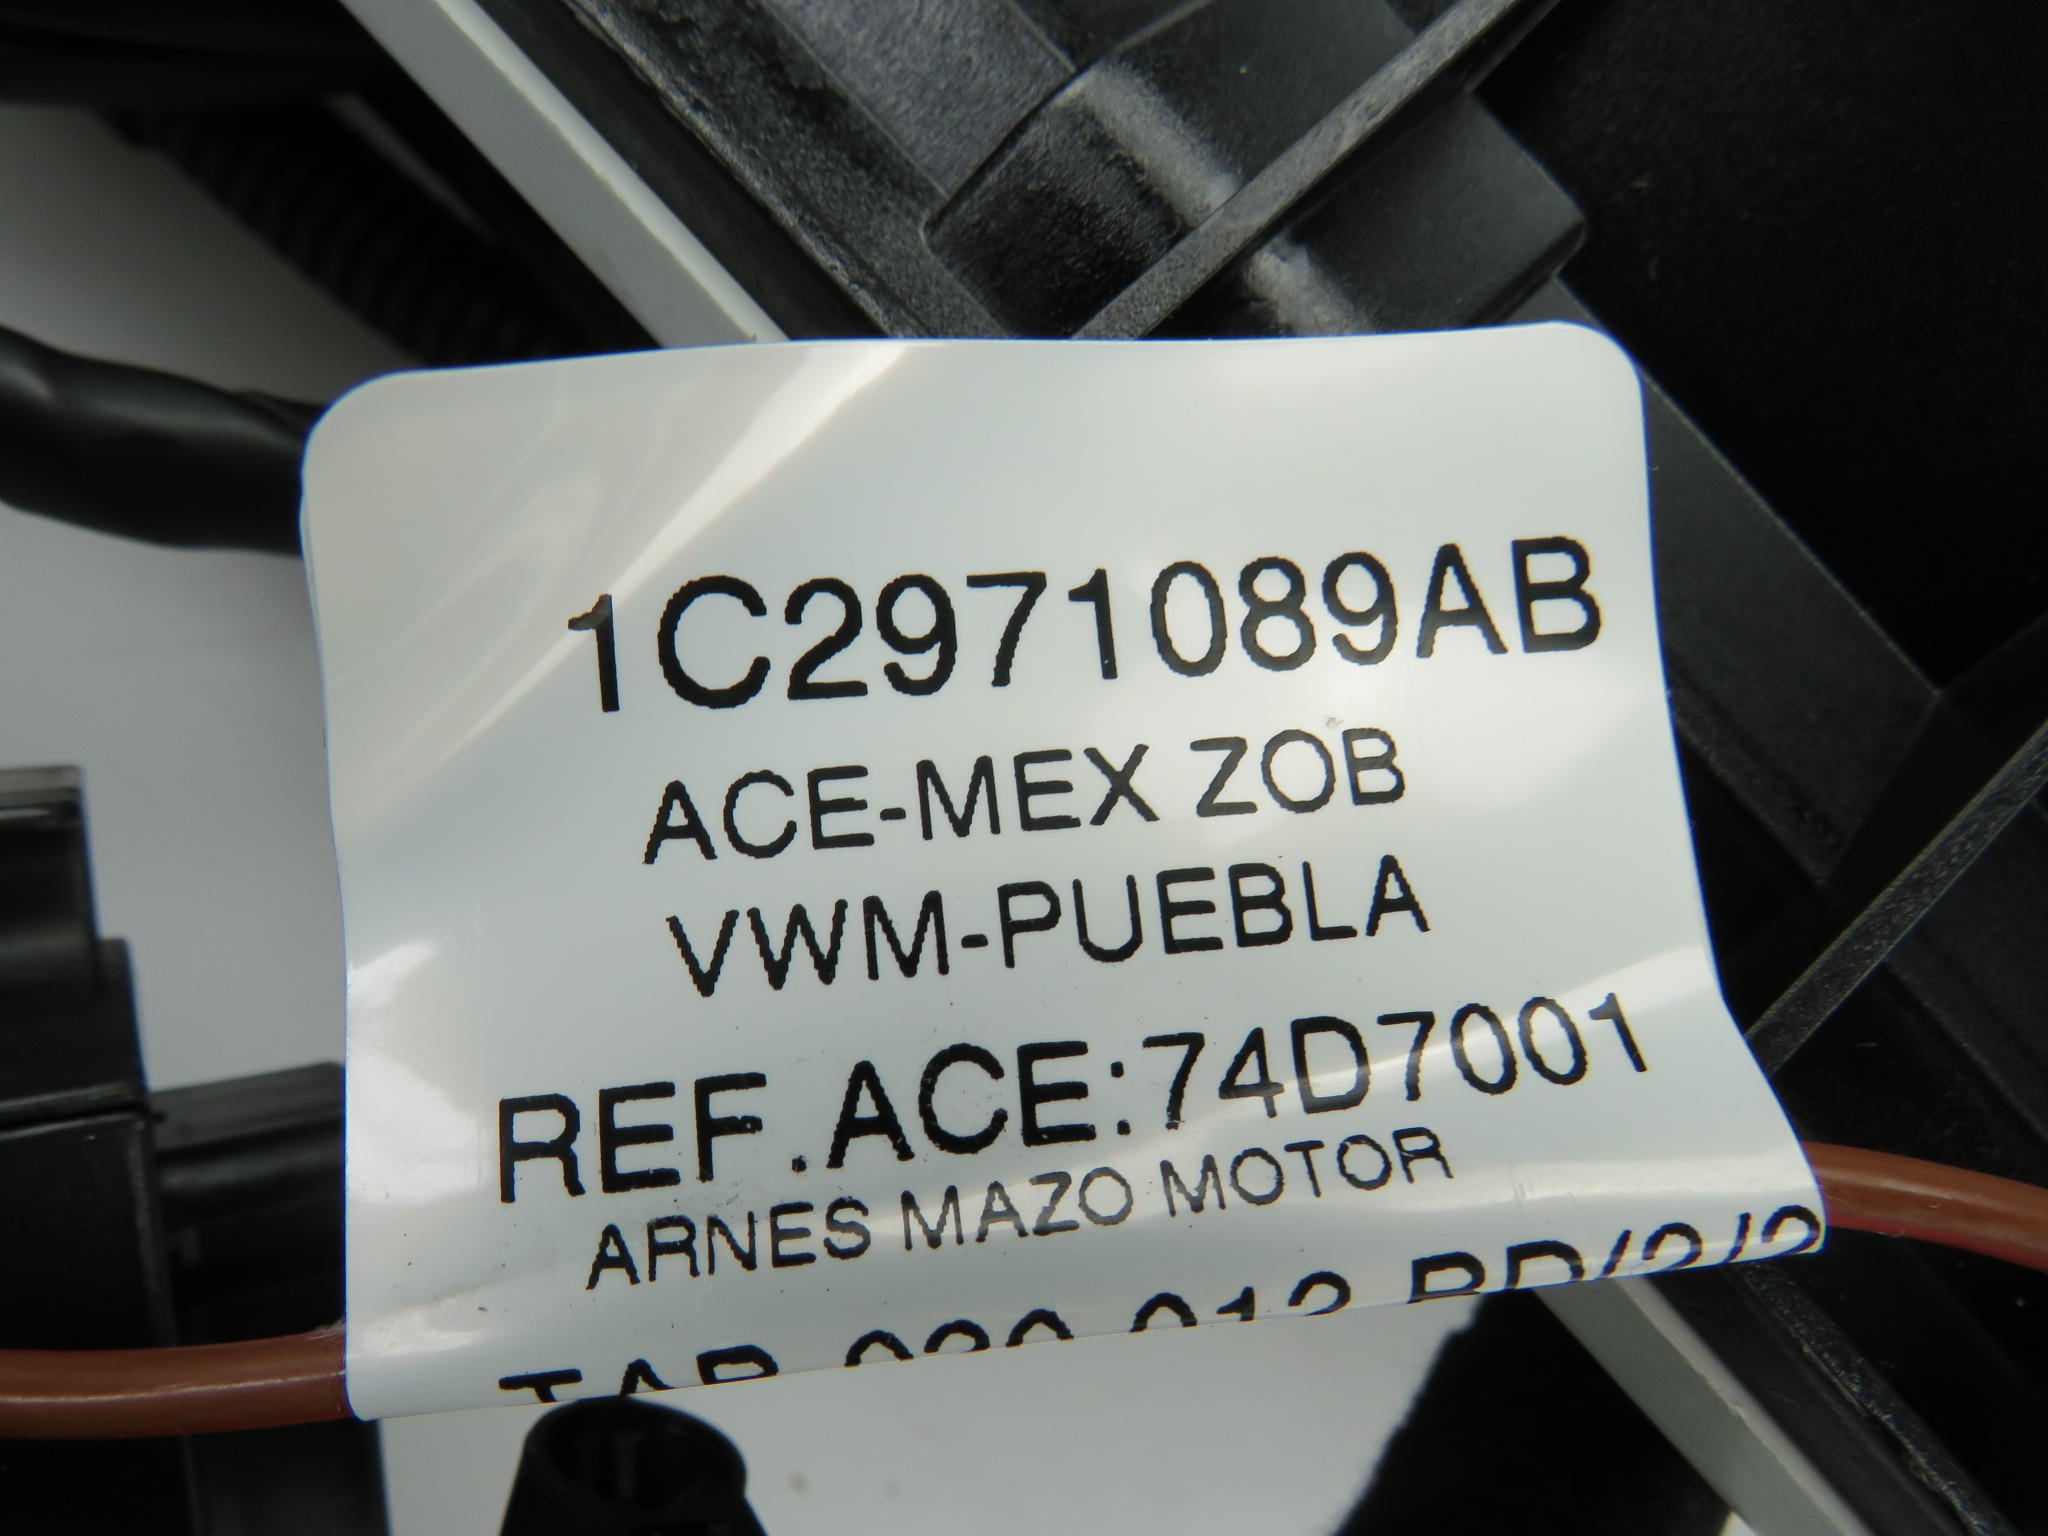 1C2971089AB
ACE-MEX ZOB
VWM-PUEBLA
REF.ACE:74D7001
ARNES MAZO MOTOR